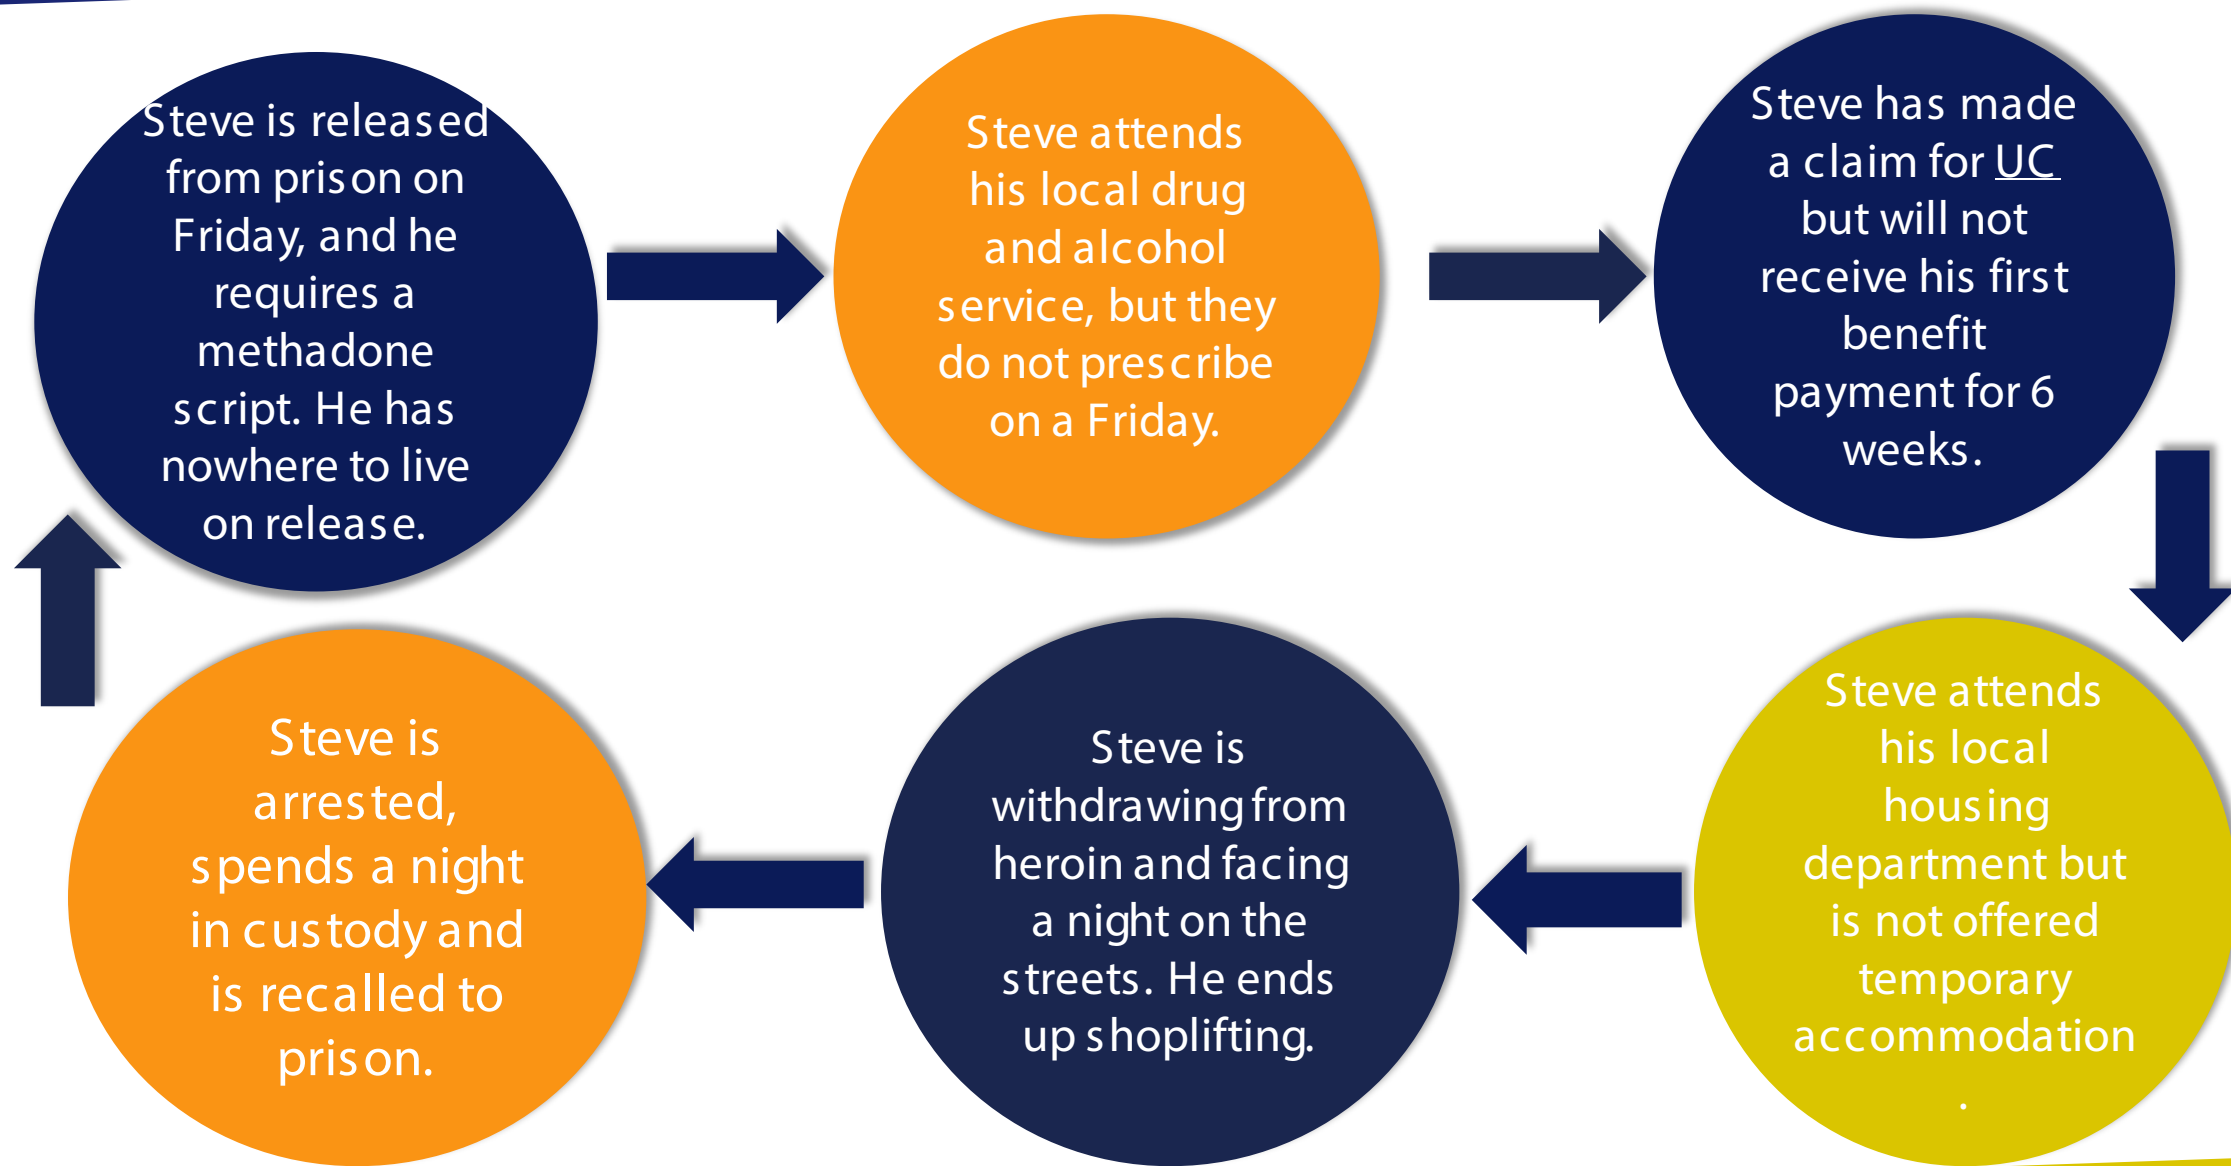 Steve is released
from prison on
Friday, and he
requires a
methadone
script. He has
nowhere to live
on release.
Steve attends
his local drug
and alcohol
service, but they
do not prescribe
on a Friday.
Steve has made
a claim for UC
but will not
receive his first
benefit
payment for 6
weeks.
Steve attends
his local
housing
department but
is not offered
temporary
accommodation
.
Steve is
withdrawing from
heroin and facing
a night on the
streets. He ends
up shoplifting.
Steve is
arrested,
spends a night
in custody and
is recalled to
prison.